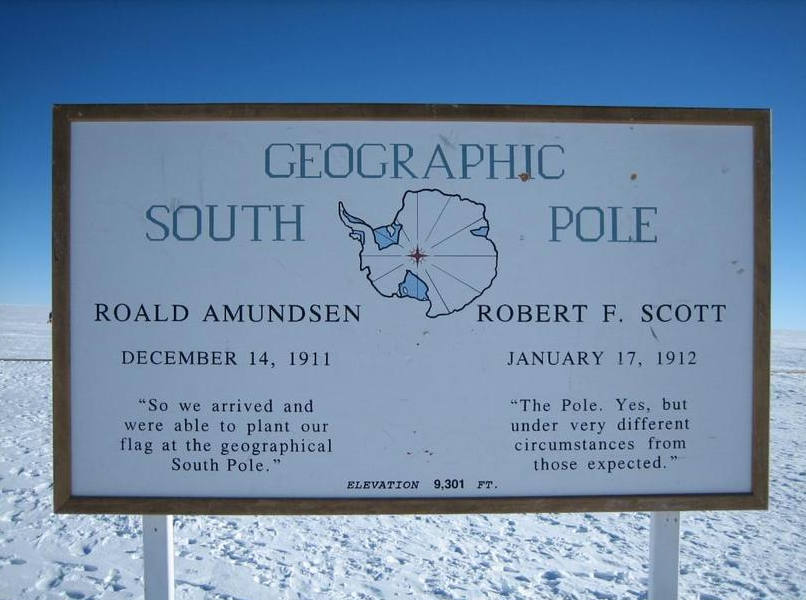 GEOGRAPHIC
SOUTH POLE
ROALD AMUNDSEN
DECEMBER 14, 1911
“So we arrived and
were able to plant our
flag at the geographical
South Pole.”
ROBERT F. SCOTT
JANUARY 17, 1912
“The Pole. Yes, but
under very different
circumstances from
those expected.”
ELEVATION 9,301 FT.